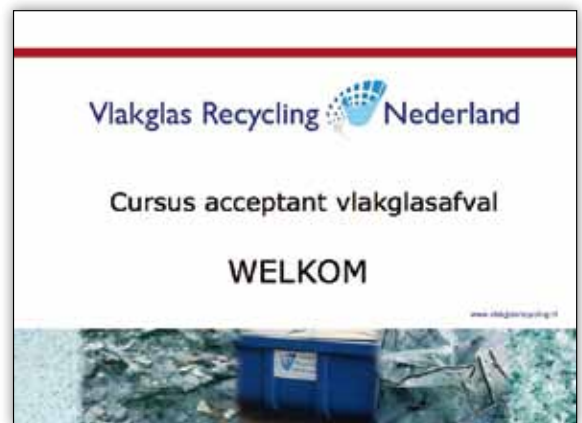 Vlakglas Recycling Nederland
Cursus acceptant vlakglasafval
WELKOM
www.vlakglasrecycling.nl